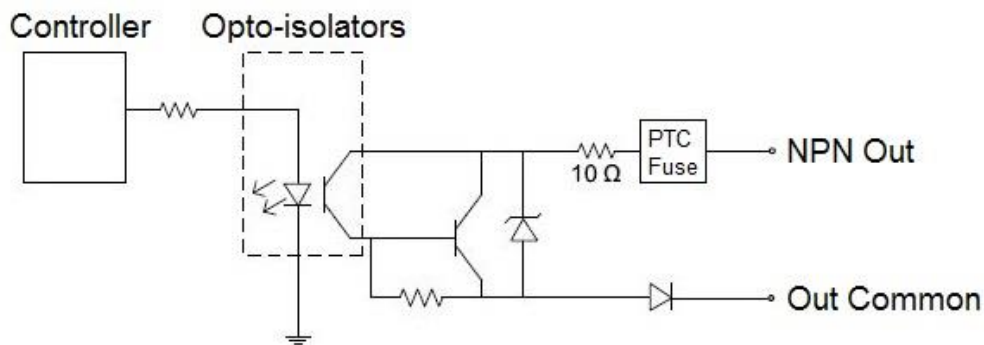 Controller
Opto-isolators
10 Ω
PTC
Fuse
NPN Out
Out Common